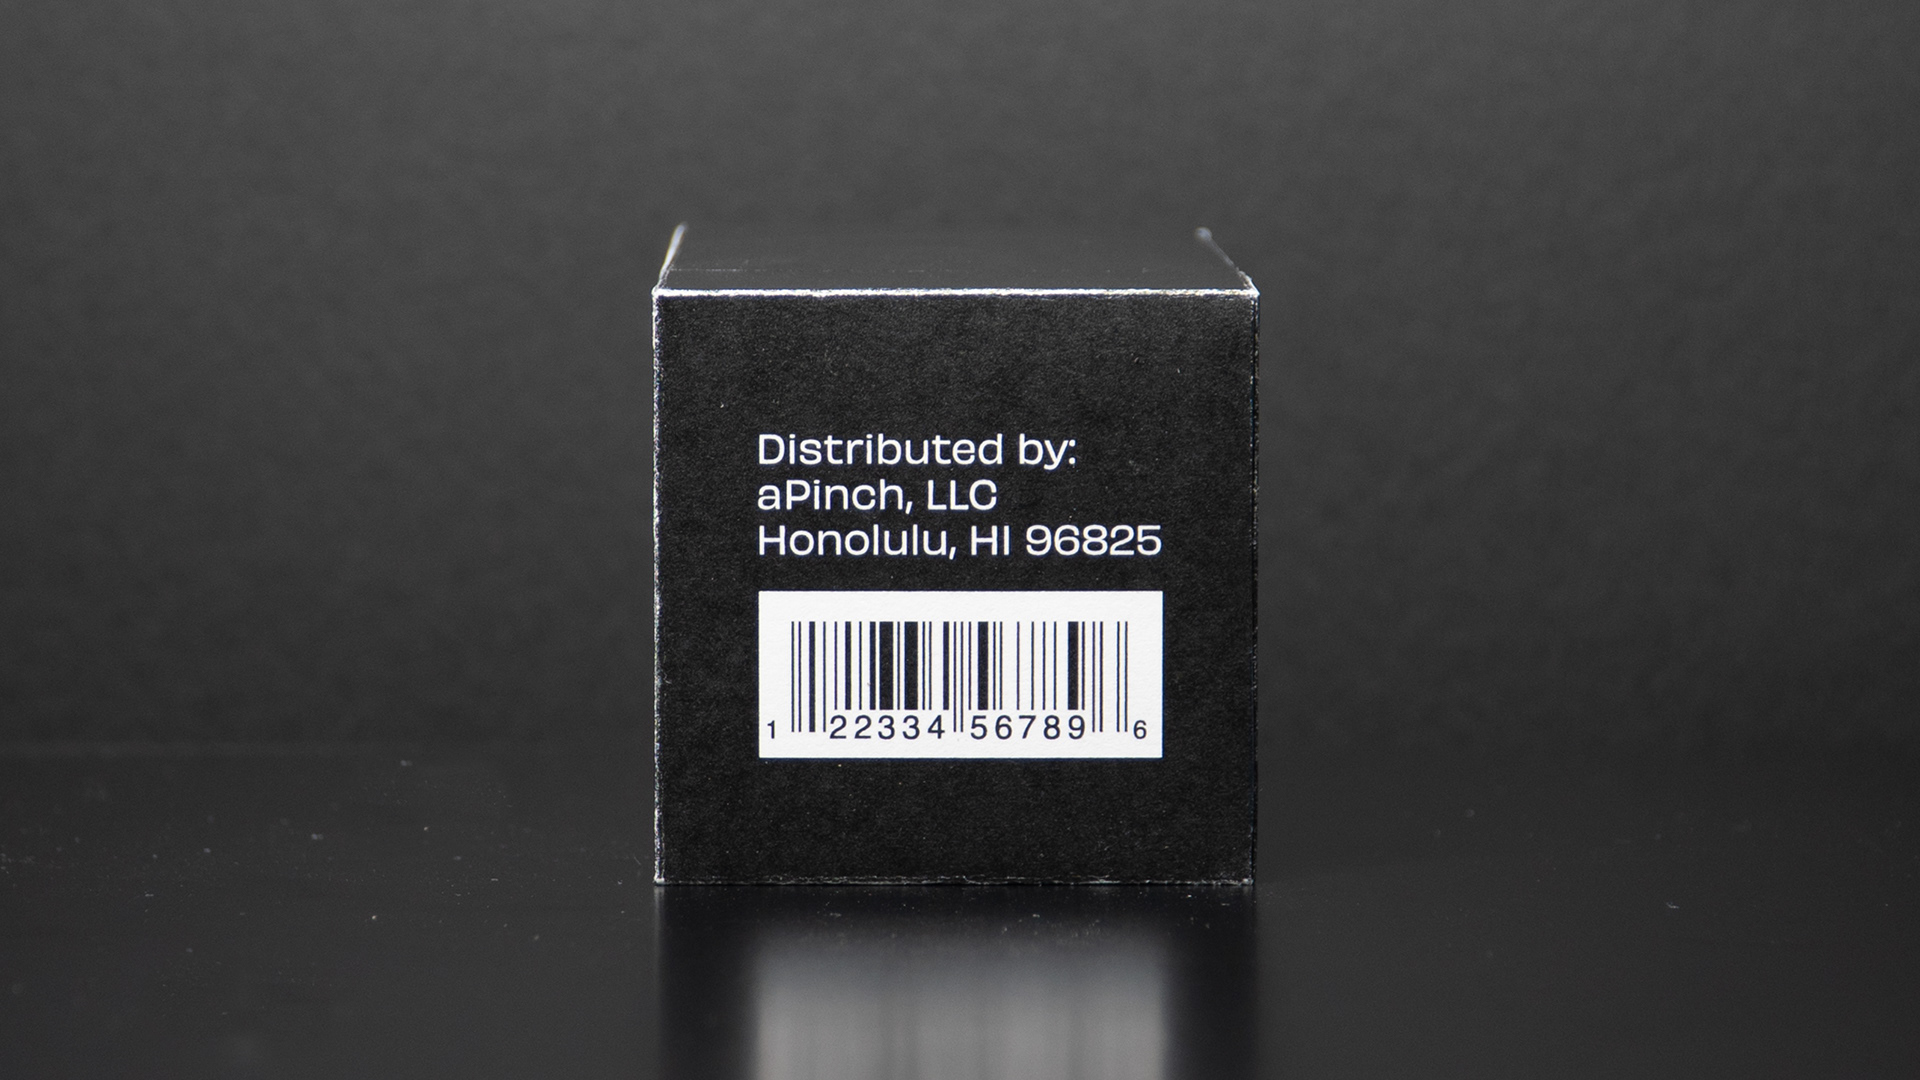 Distributed by:
aPinch, LLC
Honolulu, HI 96825
1 22334 56789 6